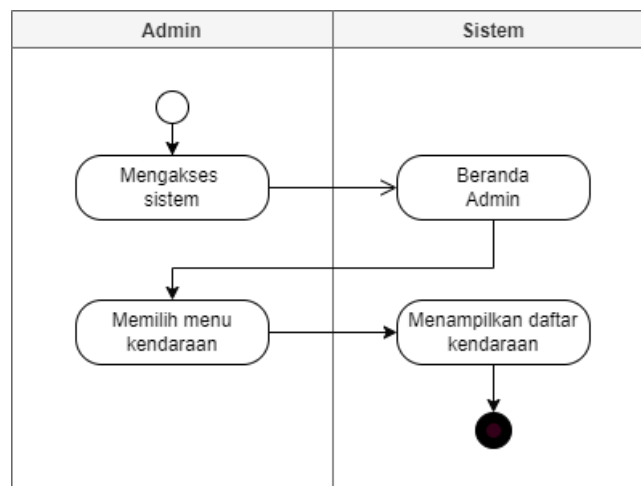 Admin
Sistem
Mengakses
sistem
Beranda
Admin
Memilih menu
kendaraan
Menampilkan daftar
kendaraan